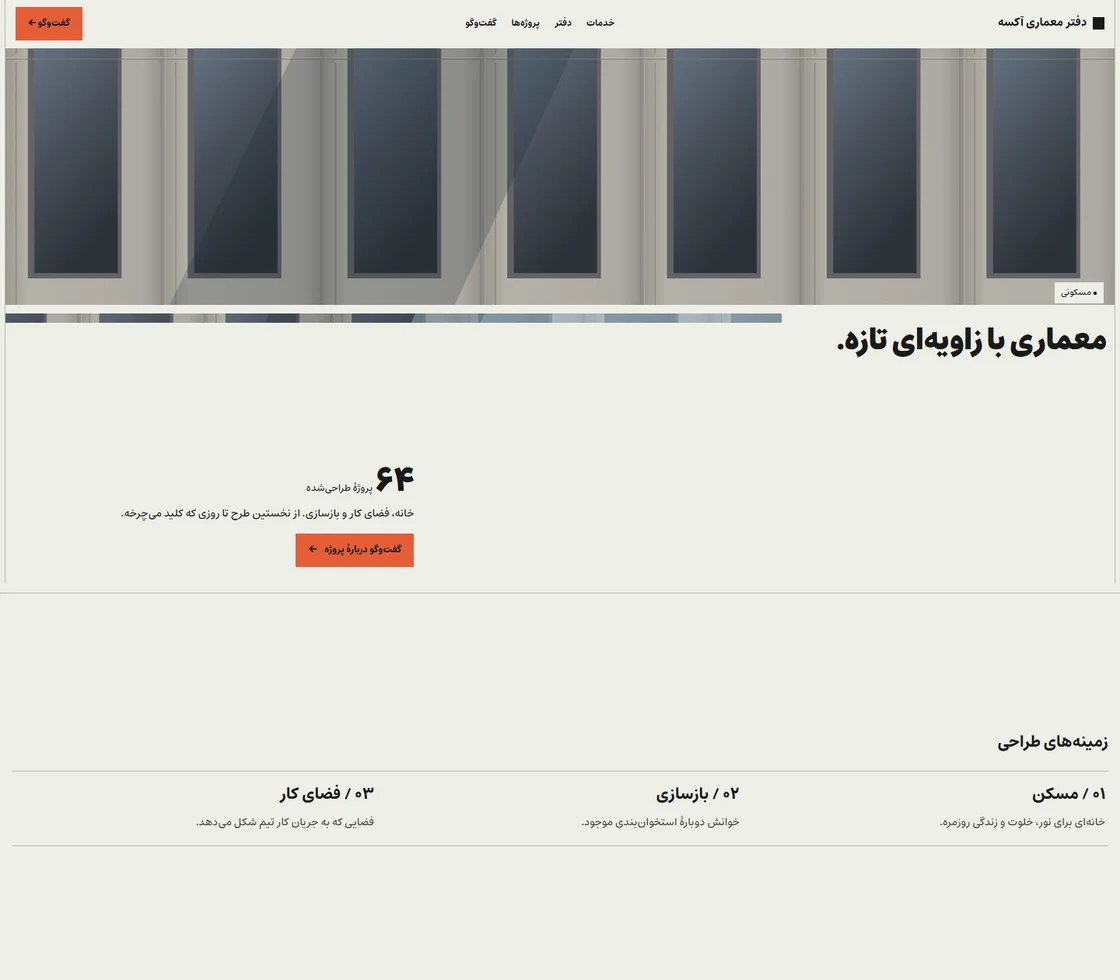 دفتر معماری آکسه
خدمات
دفتر
پروژه‌ها
گفت‌وگو
گفت‌وگو ←
مسکونی
معماری با زاویه‌ای تازه.
۶۴ پروژهٔ طراحی‌شده
خانه، فضای کار و بازسازی. از نخستین طرح تا روزی که کلید می‌چرخه.
گفت‌وگو دربارهٔ پروژه ←
زمینه‌های طراحی
۰۱ / مسکن
خانه‌ای برای نور، خلوت و زندگی روزمره.
۰۲ / بازسازی
خوانش دوبارهٔ استخوان‌بندی موجود.
۰۳ / فضای کار
فضایی که به جریان کار تیم شکل می‌دهد.